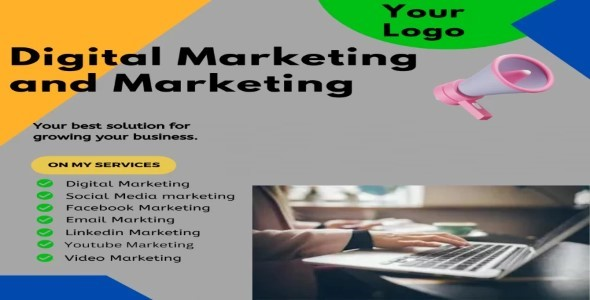 Your
Logo
Digital Marketing
and Marketing
Your best solution for
growing your business.
ON MY SERVICES
Digital Marketing
Social Media marketing
Facebook Marketing
Email Markting
Linkedin Marketing
Youtube Marketing
Video Marketing